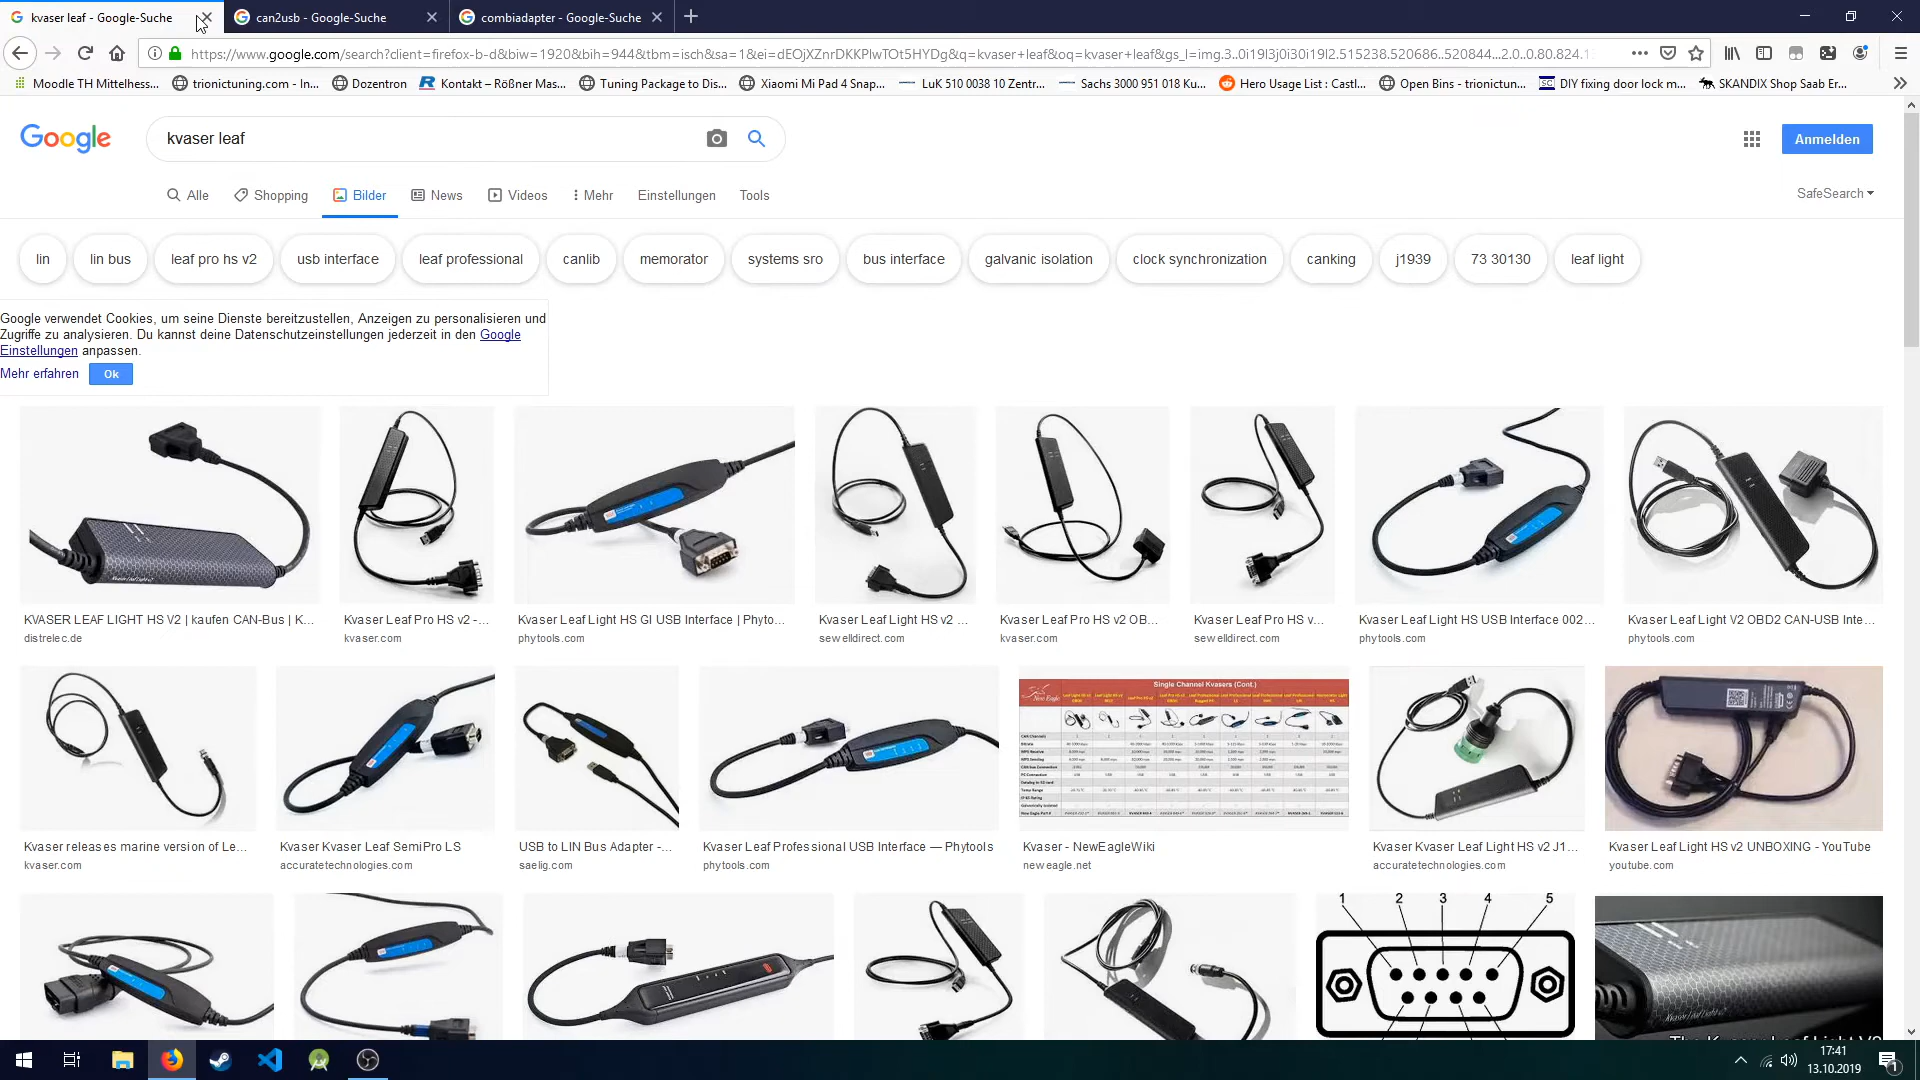 kvaser leaf - Google-Suche
can2usb - Google-Suche
combiadapter - Google-Suche
https://www.google.com/search?client=firefox-b-d&biw=1920&bih=944&tbm=isch&sa=1&ei=dEOjXZnrDKKPlwTOt5HYDg&q=kvaser+leaf&oq=kvaser+leaf&gs_l=img.3..0i19l3j0i30i19l2.515238.520686..520844...2.0..0.80.824.1
Moodle TH Mittelhess...
trionictuning.com - In...
Dozentron
Kontakt – Rößner Mas...
Tuning Package to Dis...
Xiaomi Mi Pad 4 Snap...
LuK 510 0038 10 Zentr...
Sachs 3000 951 018 Ku...
Hero Usage List : Castl...
Open Bins - trionictun...
DIY fixing door lock m...
SKANDIX Shop Saab Er...
Google
kvaser leaf
Anmelden
Alle
Shopping
Bilder
News
Videos
Mehr
Einstellungen
Tools
SafeSearch
lin
lin bus
leaf pro hs v2
usb interface
leaf professional
canlib
memorator
systems sro
bus interface
galvanic isolation
clock synchronization
canking
j1939
73 30130
leaf light
Google verwendet Cookies, um seine Dienste bereitzustellen, Anzeigen zu personalisieren und
Zugriffe zu analysieren. Du kannst deine Datenschutzeinstellungen jederzeit in den Google
Einstellungen anpassen.
Mehr erfahren
Ok
KVASER LEAF LIGHT HS V2 | kaufen CAN-Bus | K...
distrelec.de
Kvaser Leaf Pro HS v2 -...
kvaser.com
Kvaser Leaf Light HS GI USB Interface | Phyto...
phytools.com
Kvaser Leaf Light HS v2 ...
sewelldirect.com
Kvaser Leaf Pro HS v2 OB...
kvaser.com
Kvaser Leaf Pro HS v...
sewelldirect.com
Kvaser Leaf Light HS USB Interface 002...
phytools.com
Kvaser Leaf Light V2 OBD2 CAN-USB Inte...
phytools.com
Single Channel Kvasers (Cont.)
New Eagle
Kvaser releases marine version of Le...
kvaser.com
Kvaser Kvaser Leaf SemiPro LS
accuratetechnologies.com
USB to LIN Bus Adapter -...
saelig.com
Kvaser Leaf Professional USB Interface — Phytools
phytools.com
Kvaser - NewEagleWiki
neweagle.net
Kvaser Kvaser Leaf Light HS v2 J1...
accuratetechnologies.com
Kvaser Leaf Light HS v2 UNBOXING - YouTube
youtube.com
1 2 3 4 5
The Kvaser Leaf Light V2
17:41
13.10.2019
1